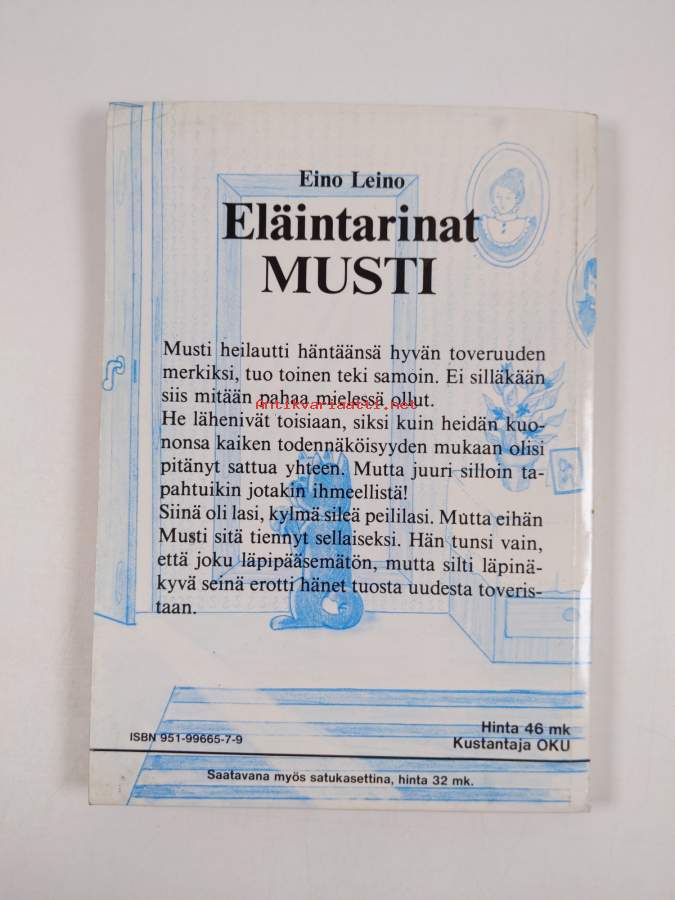 Eino Leino
Eläintarinat
MUSTI
Musti heilautti häntäänsä hyvän toveruuden
merkiksi, tuo toinen teki samoin. Ei silläkään
siis mitään pahaa mielessä ollut.
Antikvariaatti.net
He lähenivät toisiaan, siksi kuin heidän kuo-
nonsa kaiken todennäköisyyden mukaan olisi
pitänyt sattua yhteen. Mutta juuri silloin ta-
pahtuikin jotakin ihmeellistä!
Siinä oli lasi, kylmä sileä peililasi. Mutta eihän
Musti sitä tiennyt sellaiseksi. Hän tunsi vain,
että joku läpipääsemätön, mutta silti läpinä-
kyvä seinä erotti hänet tuosta uudesta toveris-
taan.
ISBN 951-99665-7-9
Hinta 46 mk
Kustantaja OKU
Saatavana myös satukasettina, hinta 32 mk.